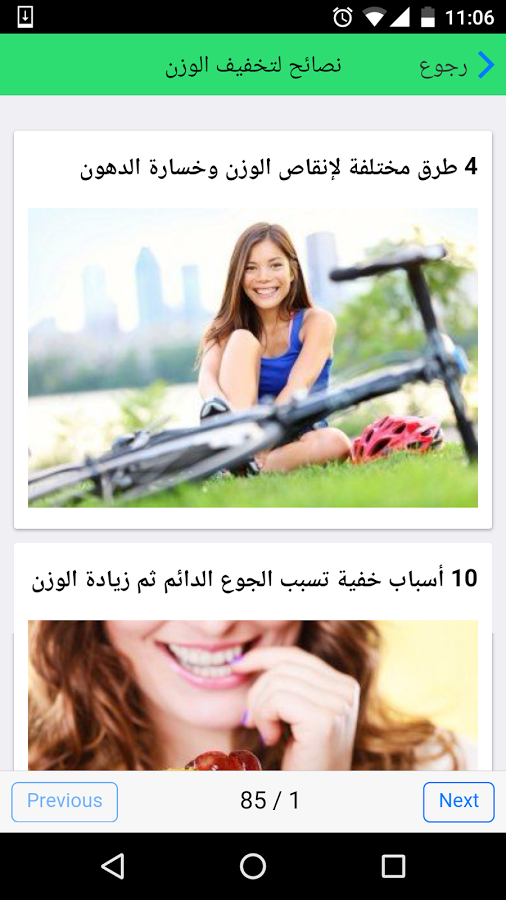 11:06
رجوع
نصائح لتخفيف الوزن
4 طرق مختلفة لإنقاص الوزن وخسارة الدهون
10 أسباب خفية تسبب الجوع الدائم ثم زيادة الوزن
Previous
85 / 1
Next